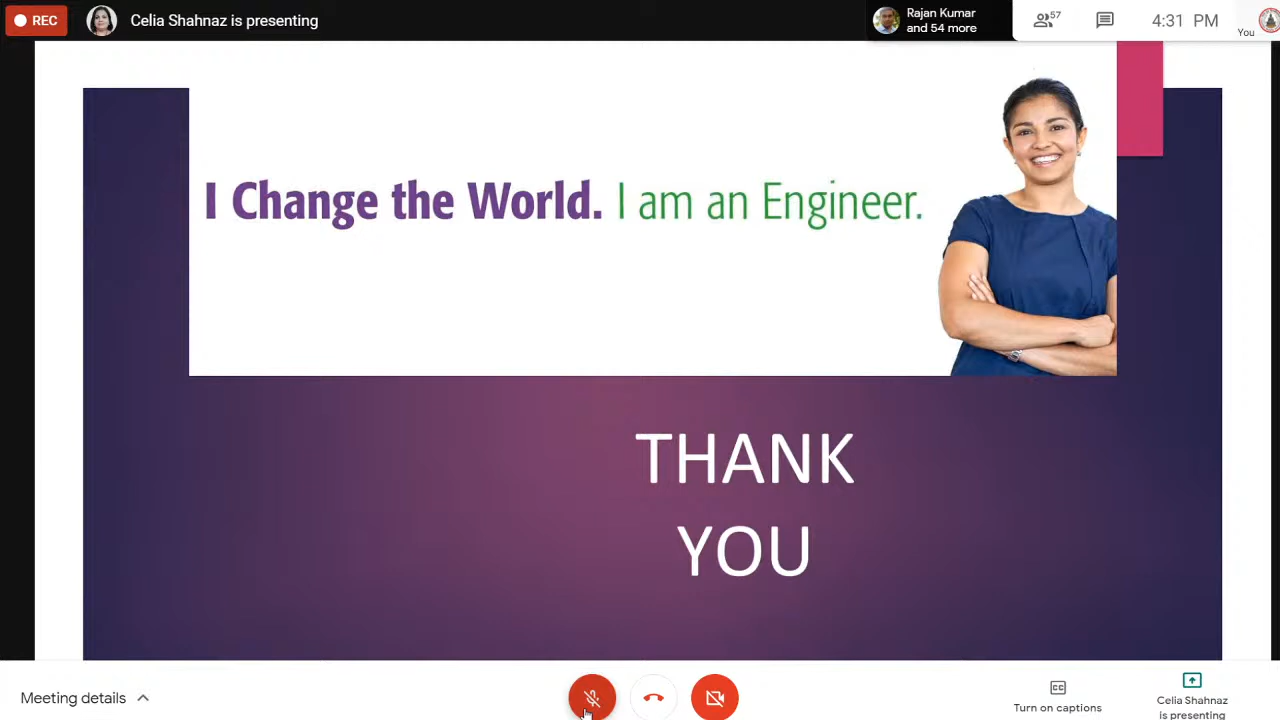 REC
Celia Shahnaz is presenting
Rajan Kumar
and 54 more
57
4:31 PM
You
I Change the World. I am an Engineer.
THANK
YOU
Meeting details
CC
Turn on captions
Celia Shahnaz
is presenting